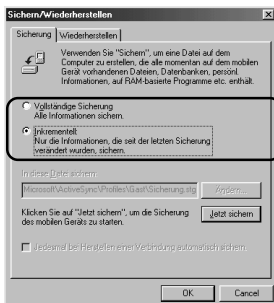 Sichern/Wiederherstellen
Sicherung Wiederherstellen
Verwenden Sie "Sichern", um eine Datei auf dem
Computer zu erstellen, die alle momentan auf dem mobilen
Gerät vorhandenen Dateien, Datenbanken, persönl.
Informationen, auf RAM-basierte Programme etc. enthält.
Vollständige Sicherung
Alle Informationen sichern.
Inkrementell:
Nur die Informationen, die seit der letzten Sicherung
verändert wurden, sichern.
In diese Datei sichern:
Microsoft\ActiveSync\Profiles\Gast\Sicherung.stg Ändern...
Klicken Sie auf "Jetzt sichern", um die Sicherung
des mobilen Geräts zu starten.
Jetzt sichern
Jedesmal bei Herstellen einer Verbindung automatisch sichern
OK Cancel